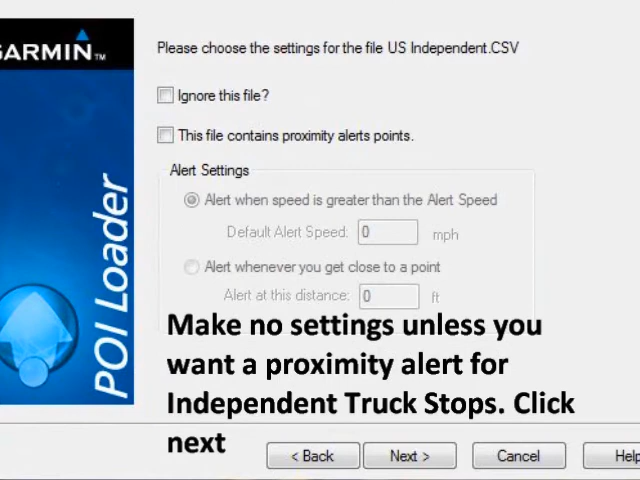 GARMIN™
POI Loader
Please choose the settings for the file US Independent.CSV
Ignore this file?
This file contains proximity alerts points.
Alert Settings
Alert when speed is greater than the Alert Speed
Default Alert Speed: 0 mph
Alert whenever you get close to a point
Alert at this distance: 0 ft
Make no settings unless you
want a proximity alert for
Independent Truck Stops. Click
next
< Back Next > Cancel Help